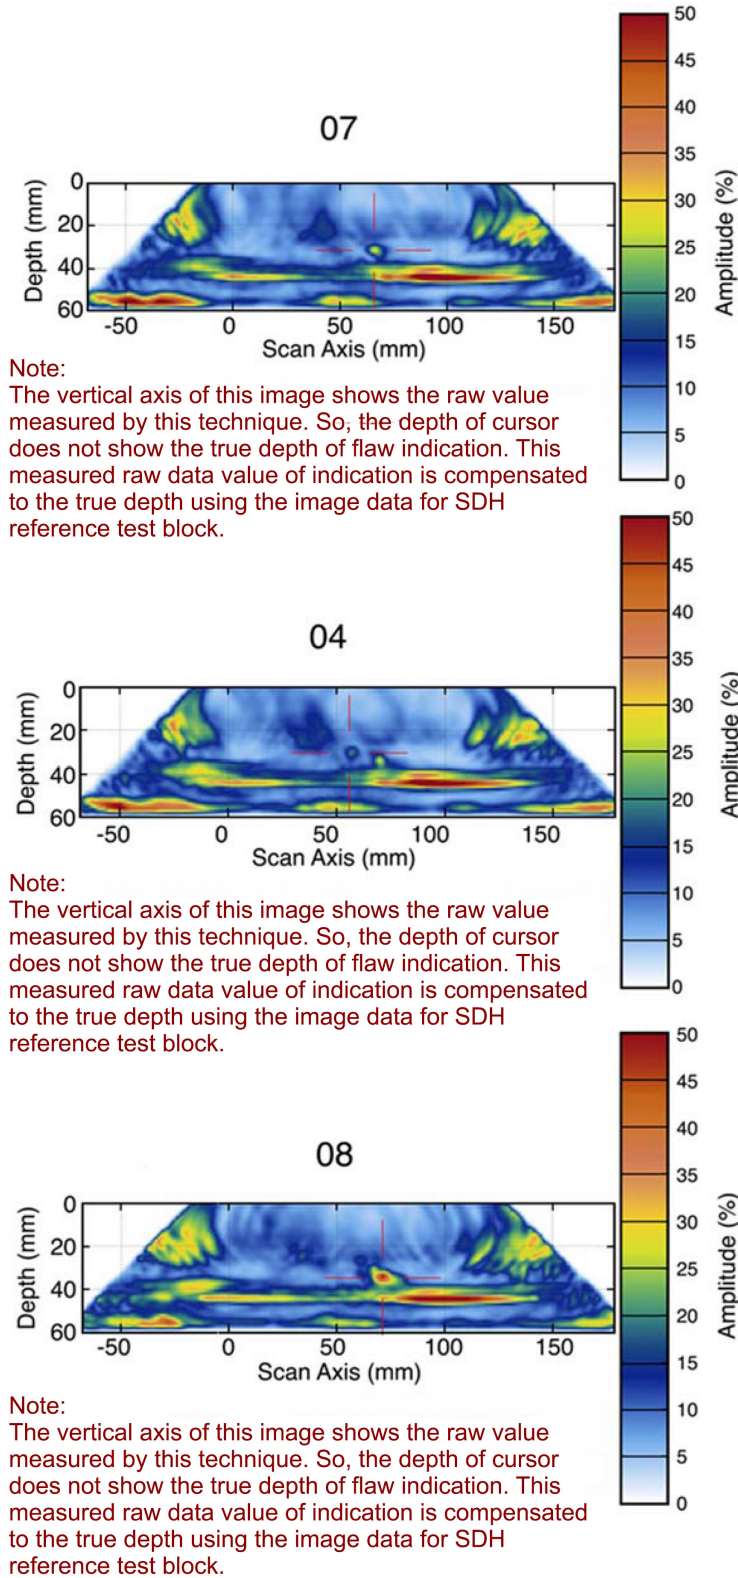 50
45
40
35
30
25
20
15
10
5
0
Amplitude (%)
07
0
20
40
60
Depth (mm)
-50 0 50 100 150
Scan Axis (mm)
Note:
The vertical axis of this image shows the raw value
measured by this technique. So, the depth of cursor
does not show the true depth of flaw indication. This
measured raw data value of indication is compensated
to the true depth using the image data for SDH
reference test block.
50
45
40
35
30
25
20
15
10
5
0
Amplitude (%)
04
0
20
40
60
Depth (mm)
-50 0 50 100 150
Scan Axis (mm)
Note:
The vertical axis of this image shows the raw value
measured by this technique. So, the depth of cursor
does not show the true depth of flaw indication. This
measured raw data value of indication is compensated
to the true depth using the image data for SDH
reference test block.
50
45
40
35
30
25
20
15
10
5
0
Amplitude (%)
08
0
20
40
60
Depth (mm)
-50 0 50 100 150
Scan Axis (mm)
Note:
The vertical axis of this image shows the raw value
measured by this technique. So, the depth of cursor
does not show the true depth of flaw indication. This
measured raw data value of indication is compensated
to the true depth using the image data for SDH
reference test block.